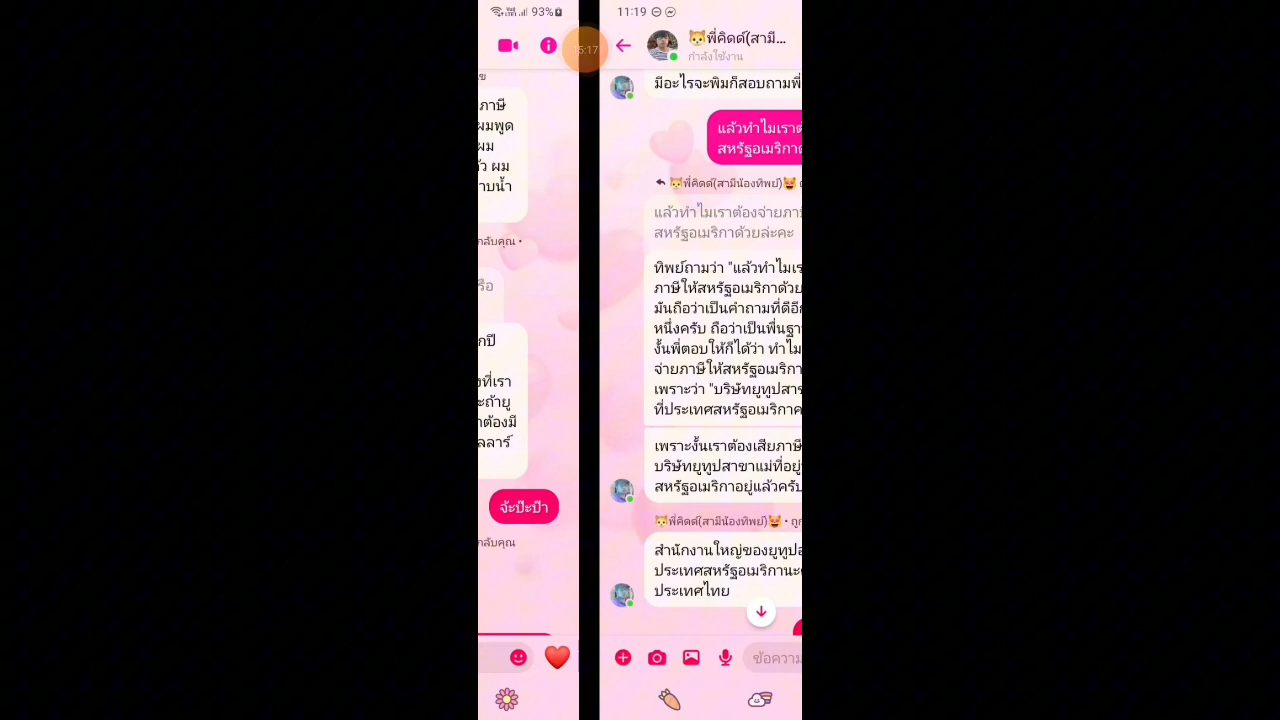 93%
15:17
ภาษี
ผมพูด
ผม
ตัว ผม
าบน้ำ
กลับคุณ •
รือ
กปี
งที่เรา
ะถ้ายู
าต้องมี
ลลาร์
จ้ะป๊ะป๋า
กลับคุณ
11:19
พี่คิดด์(สามี...
กำลังใช้งาน
มีอะไรจะพิมก็สอบถามพี่
แล้วทำไมเราต้
สหรัฐอเมริกาด้
พี่คิดด์(สามีน้องทิพย์)
แล้วทำไมเราต้องจ่ายภาษี
สหรัฐอเมริกาด้วยล่ะคะ
ทิพย์ถามว่า "แล้วทำไมเร
ภาษีให้สหรัฐอเมริกาด้วย
มันถือว่าเป็นคำถามที่ดีอีก
หนึ่งครับ ถือว่าเป็นพื้นฐา
งั้นพี่ตอบให้ก็ได้ว่า ทำไม
จ่ายภาษีให้สหรัฐอเมริกา
เพราะว่า "บริษัทยูทูปสา
ที่ประเทศสหรัฐอเมริกาค
เพราะงั้นเราต้องเสียภาษี
บริษัทยูทูปสาขาแม่ที่อยู่
สหรัฐอเมริกาอยู่แล้วครับ
พี่คิดด์(สามีน้องทิพย์) • ถูก
สำนักงานใหญ่ของยูทูปอ
ประเทศสหรัฐอเมริกานะ
ประเทศไทย
ข้อความ